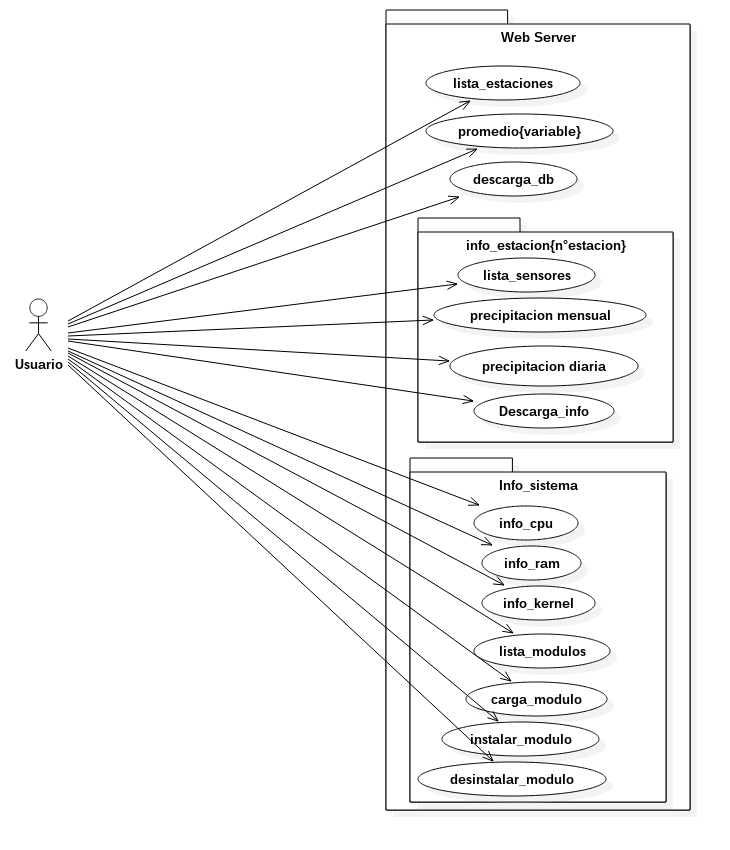 Web Server
lista_estaciones
promedio{variable}
descarga_db
info_estacion{n°estacion}
lista_sensores
precipitacion mensual
precipitacion diaria
Descarga_info
Usuario
Info_sistema
info_cpu
info_ram
info_kernel
lista_modulos
carga_modulo
instalar_modulo
desinstalar_modulo